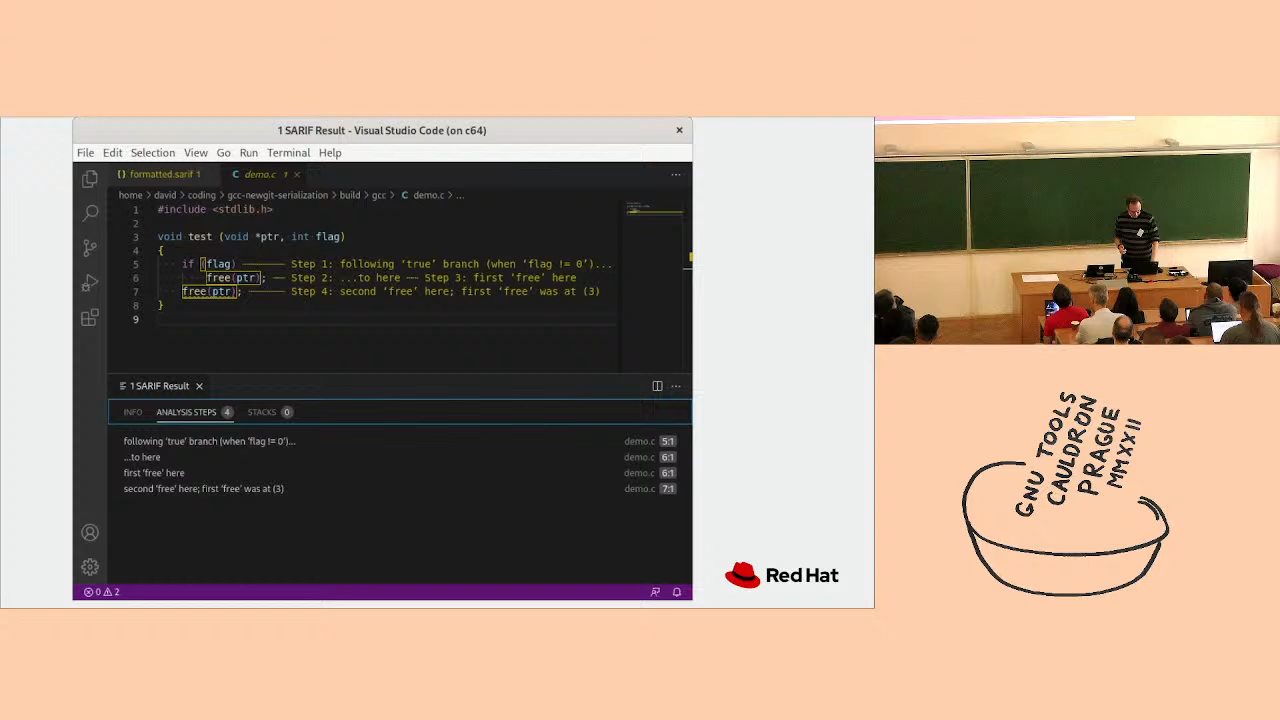 1 SARIF Result - Visual Studio Code (on c64) ×
File Edit Selection View Go Run Terminal Help
{} formatted.sarif 1 C demo.c 1 × ...
home > david > coding > gcc-newgit-serialization > build > gcc > C demo.c > ...
1 #include <stdlib.h>
2
3 void test (void *ptr, int flag)
4 {
5 if (flag) ——— Step 1: following ‘true’ branch (when ‘flag != 0’)...
6 free(ptr); —— Step 2: ...to here —— Step 3: first ‘free’ here
7 free(ptr); ——— Step 4: second ‘free’ here; first ‘free’ was at (3)
8 }
9
1 SARIF Result × ...
INFO ANALYSIS STEPS 4 STACKS 0
following ‘true’ branch (when ‘flag != 0’)... demo.c 5:1
...to here demo.c 6:1
first ‘free’ here demo.c 6:1
second ‘free’ here; first ‘free’ was at (3) demo.c 7:1
0 2
Red Hat
GNU TOOLS
CAULDRON
PRAGUE
MMXXII